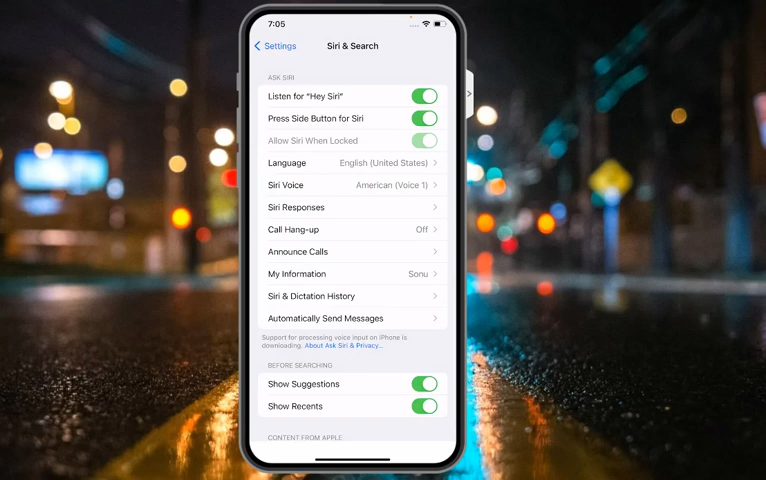 7:05
Settings
Siri & Search
ASK SIRI
Listen for “Hey Siri”
Press Side Button for Siri
Allow Siri When Locked
Language English (United States)
Siri Voice American (Voice 1)
Siri Responses
Call Hang-up Off
Announce Calls
My Information Sonu
Siri & Dictation History
Automatically Send Messages
Support for processing voice input on iPhone is
downloading. About Ask Siri & Privacy...
BEFORE SEARCHING
Show Suggestions
Show Recents
CONTENT FROM APPLE